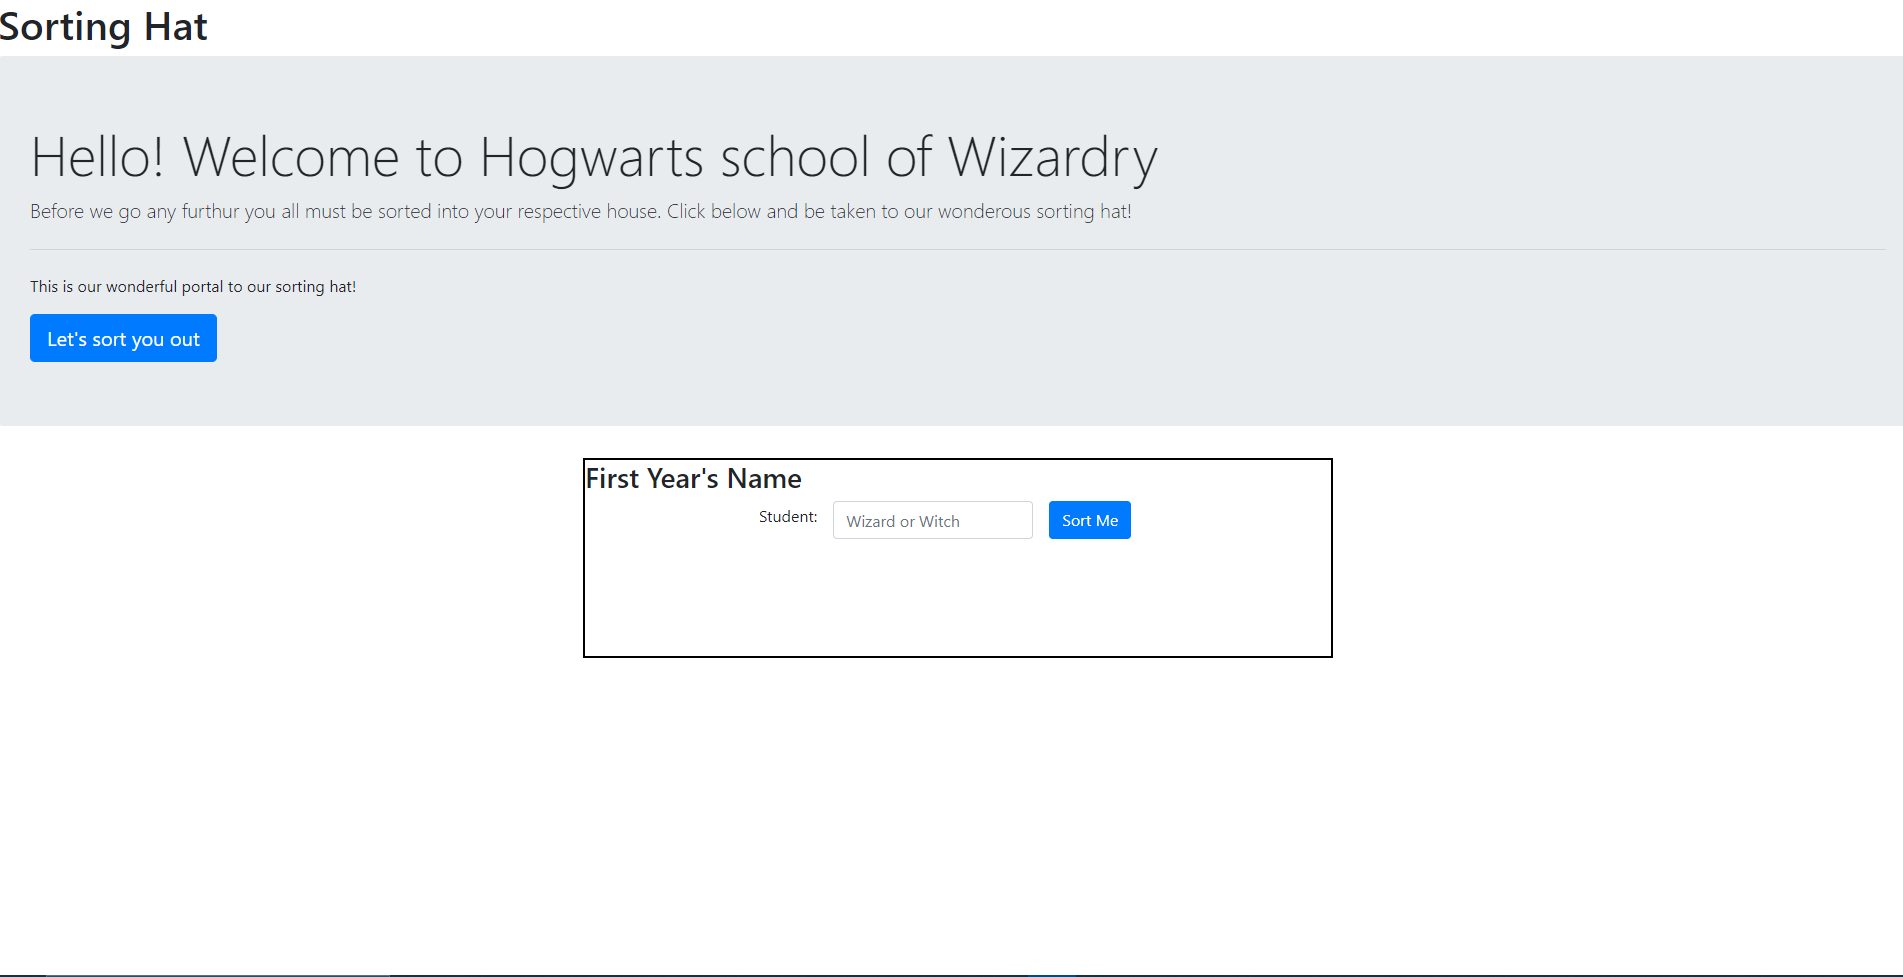 Sorting Hat
Hello! Welcome to Hogwarts school of Wizardry
Before we go any furthur you all must be sorted into your respective house. Click below and be taken to our wonderous sorting hat!
This is our wonderful portal to our sorting hat!
Let's sort you out
First Year's Name
Student: Wizard or Witch Sort Me